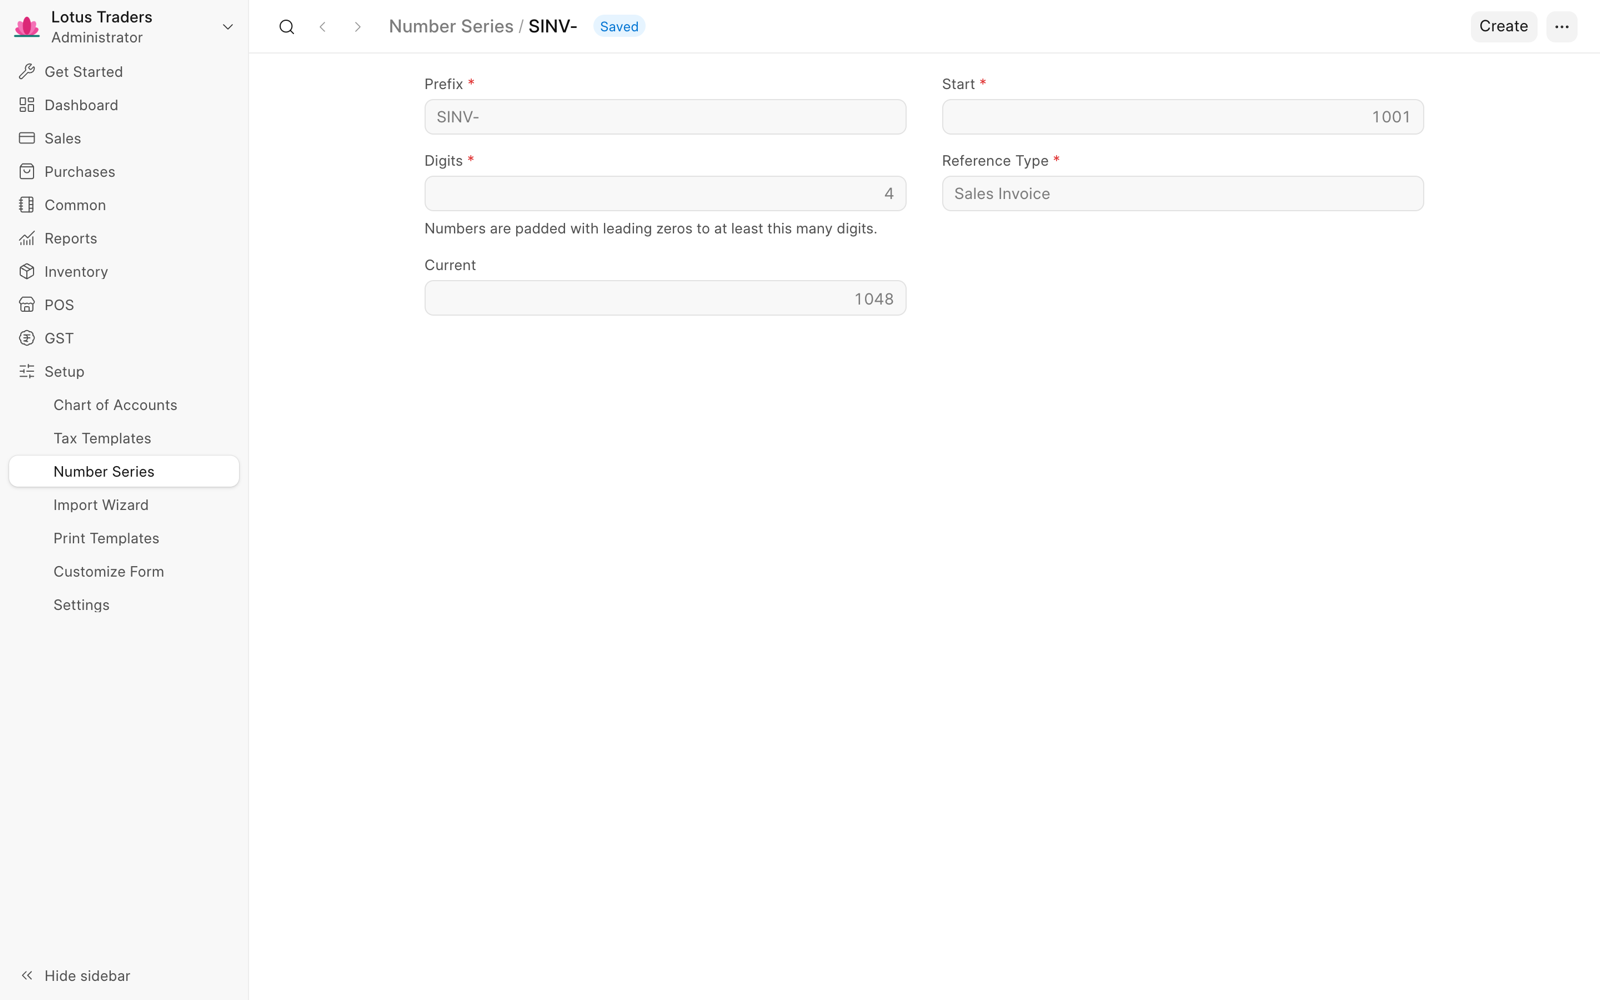 Lotus Traders
Administrator
Get Started
Dashboard
Sales
Purchases
Common
Reports
Inventory
POS
GST
Setup
Chart of Accounts
Tax Templates
Number Series
Import Wizard
Print Templates
Customize Form
Settings
Hide sidebar
Number Series / SINV- Saved
Create ···
Prefix * Start *
SINV- 1001
Digits * Reference Type *
4 Sales Invoice
Numbers are padded with leading zeros to at least this many digits.
Current
1048